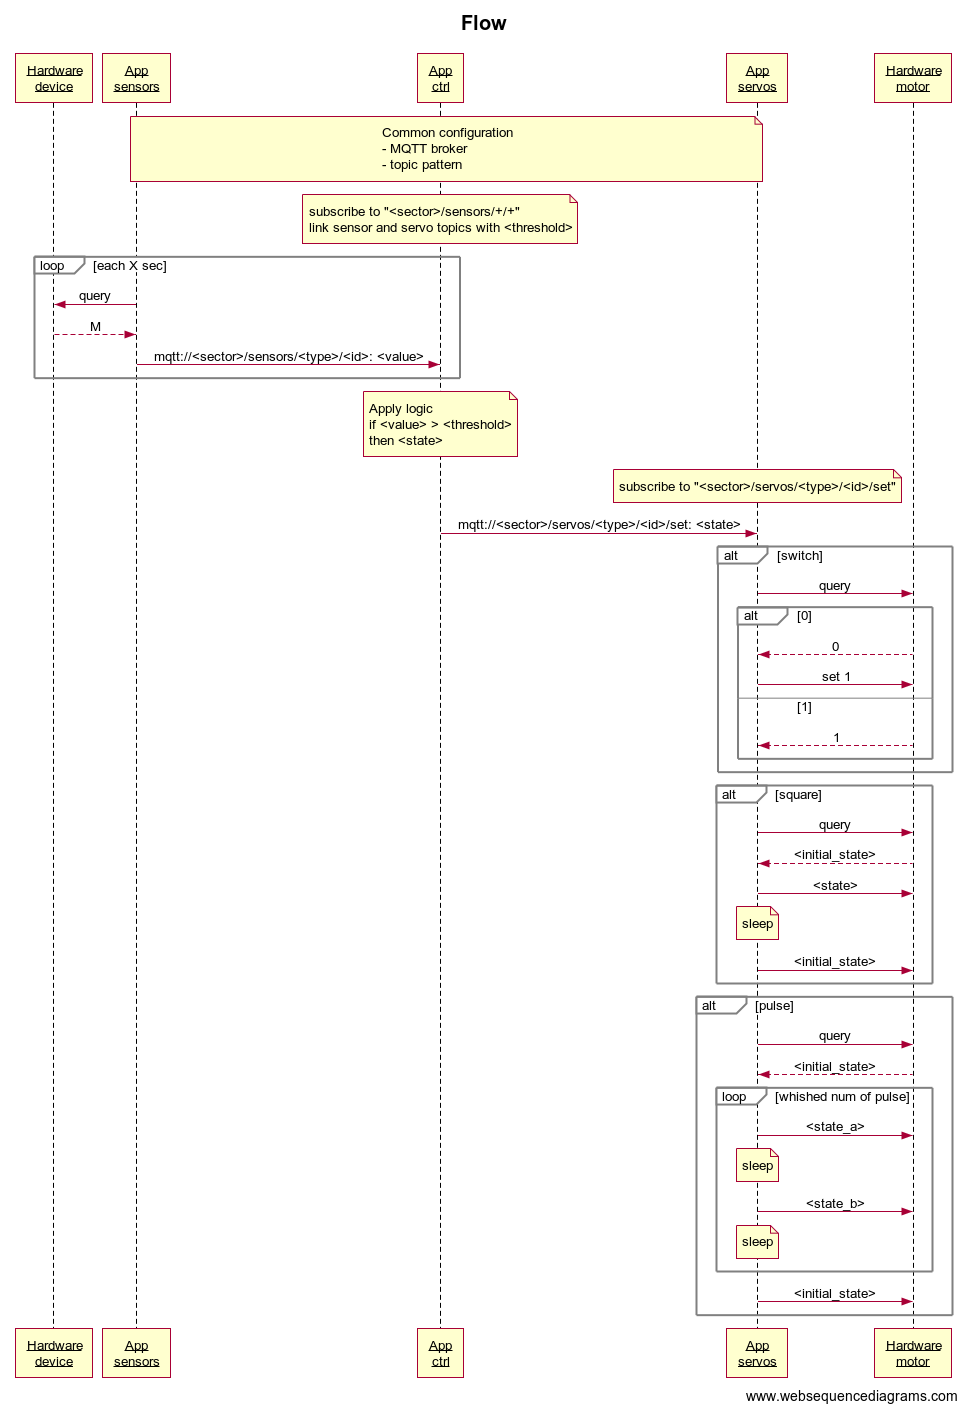 Flow
Hardware
device
App
sensors
App
ctrl
App
servos
Hardware
motor
Common configuration
- MQTT broker
- topic pattern
subscribe to "<sector>/sensors/+/+"
link sensor and servo topics with <threshold>
loop [each X sec]
query
M
mqtt://<sector>/sensors/<type>/<id>: <value>
Apply logic
if <value> > <threshold>
then <state>
subscribe to "<sector>/servos/<type>/<id>/set"
mqtt://<sector>/servos/<type>/<id>/set: <state>
alt [switch]
query
alt [0]
0
set 1
[1]
1
alt [square]
query
<initial_state>
<state>
sleep
<initial_state>
alt [pulse]
query
<initial_state>
loop [whished num of pulse]
<state_a>
sleep
<state_b>
sleep
<initial_state>
Hardware
device
App
sensors
App
ctrl
App
servos
Hardware
motor
www.websequencediagrams.com